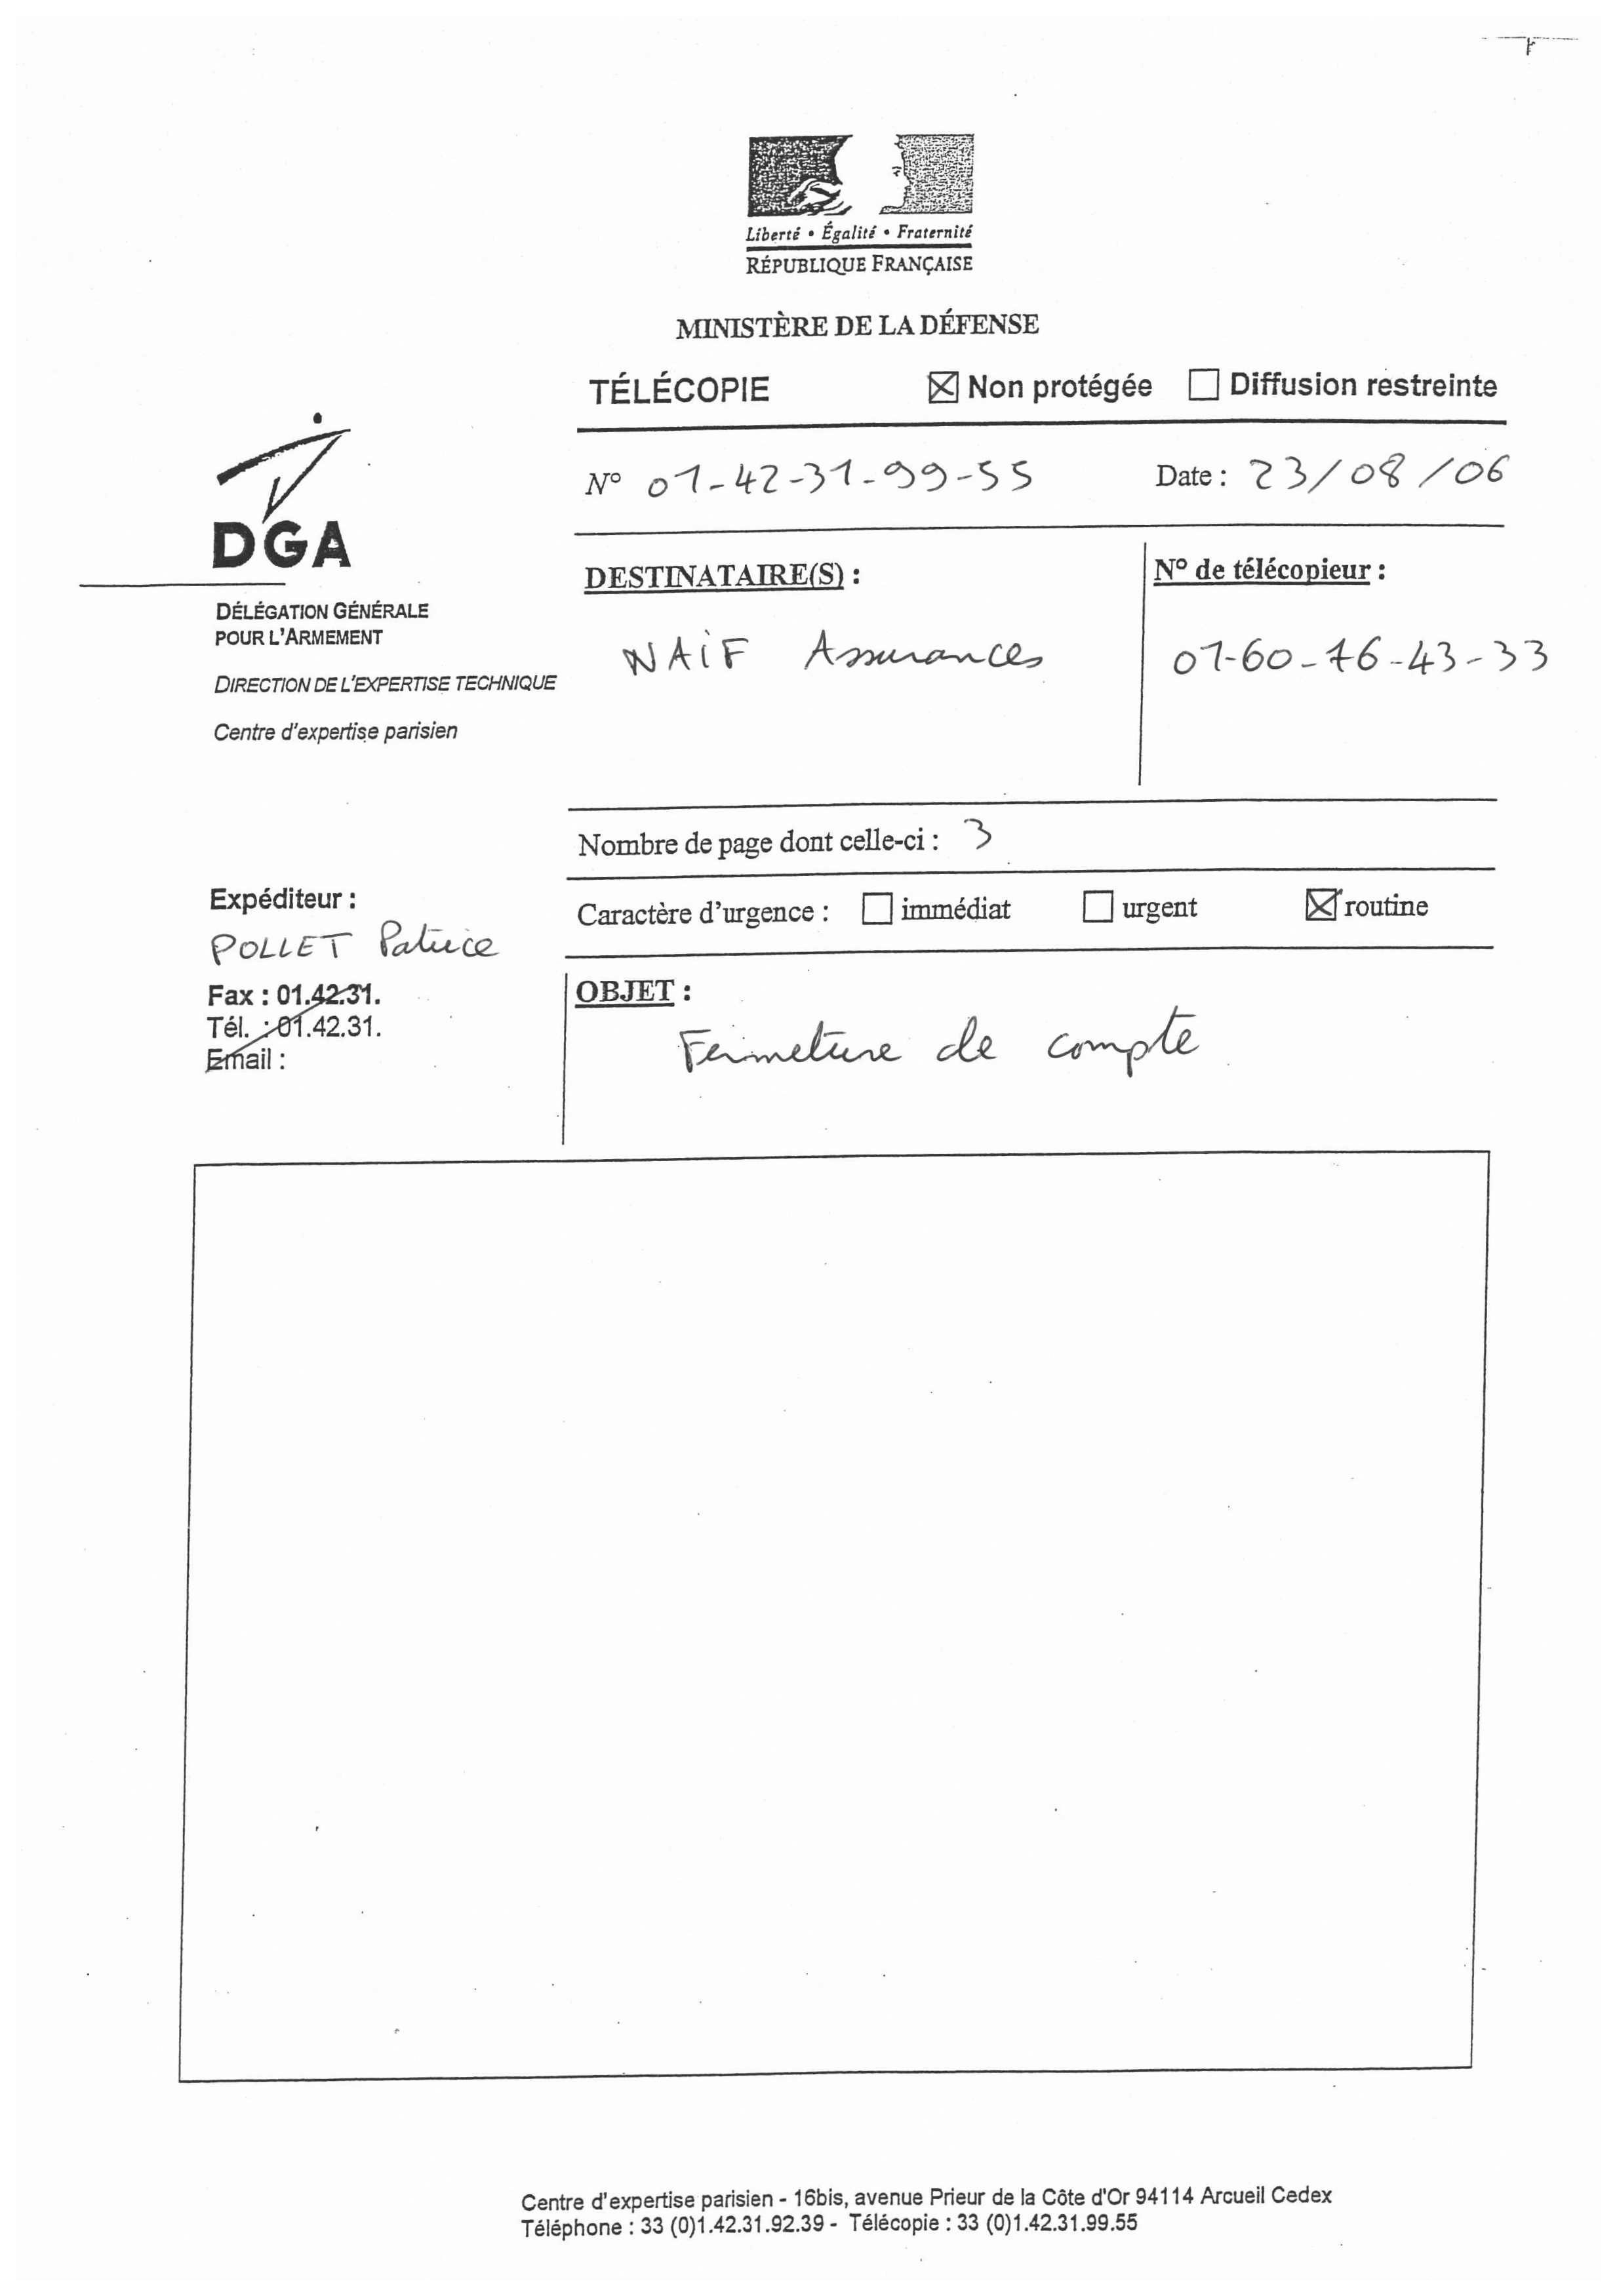 Liberté • Égalité • Fraternité
RÉPUBLIQUE FRANÇAISE
MINISTÈRE DE LA DÉFENSE
TÉLÉCOPIE ☒ Non protégée ☐ Diffusion restreinte
N° 01-42-31-99-55 Date : 23/08/06
DGA
DÉLÉGATION GÉNÉRALE
POUR L'ARMEMENT
DIRECTION DE L'EXPERTISE TECHNIQUE
Centre d'expertise parisien
DESTINATAIRE(S) : N° de télécopieur :
NAiF Assurances 01-60-76-43-33
Nombre de page dont celle-ci : 3
Caractère d'urgence : ☐ immédiat ☐ urgent ☒ routine
Expéditeur :
POLLET Patrice
Fax : 01.42.31.
Tél. : 01.42.31.
Email :
OBJET :
Fermeture de compte
Centre d'expertise parisien - 16bis, avenue Prieur de la Côte d'Or 94114 Arcueil Cedex
Téléphone : 33 (0)1.42.31.92.39 - Télécopie : 33 (0)1.42.31.99.55